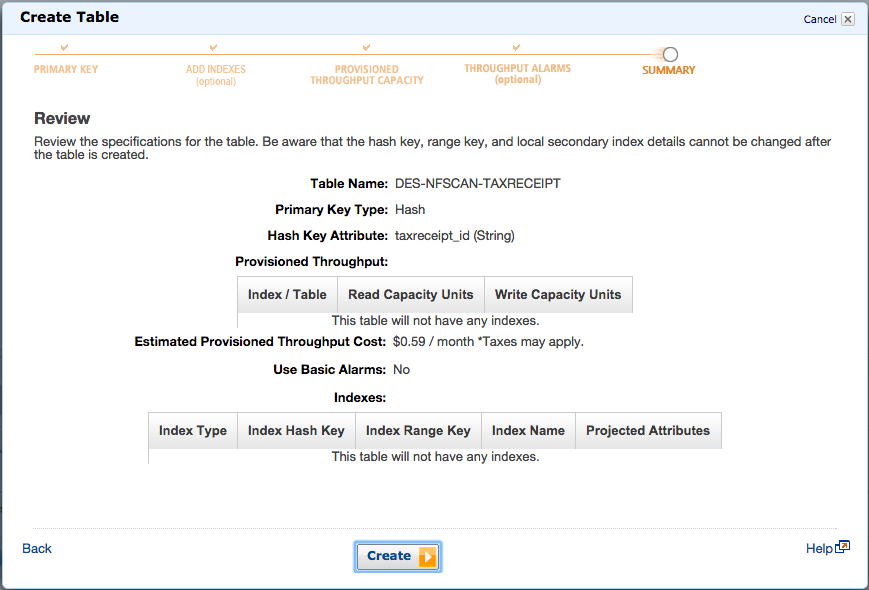 Create Table
Cancel
PRIMARY KEY
ADD INDEXES
(optional)
PROVISIONED
THROUGHPUT CAPACITY
THROUGHPUT ALARMS
(optional)
SUMMARY
Review
Review the specifications for the table. Be aware that the hash key, range key, and local secondary index details cannot be changed after
the table is created.
Table Name: DES-NFSCAN-TAXRECEIPT
Primary Key Type: Hash
Hash Key Attribute: taxreceipt_id (String)
Provisioned Throughput:
Index / Table Read Capacity Units Write Capacity Units
This table will not have any indexes.
Estimated Provisioned Throughput Cost: $0.59 / month *Taxes may apply.
Use Basic Alarms: No
Indexes:
Index Type Index Hash Key Index Range Key Index Name Projected Attributes
This table will not have any indexes.
Back
Create
Help